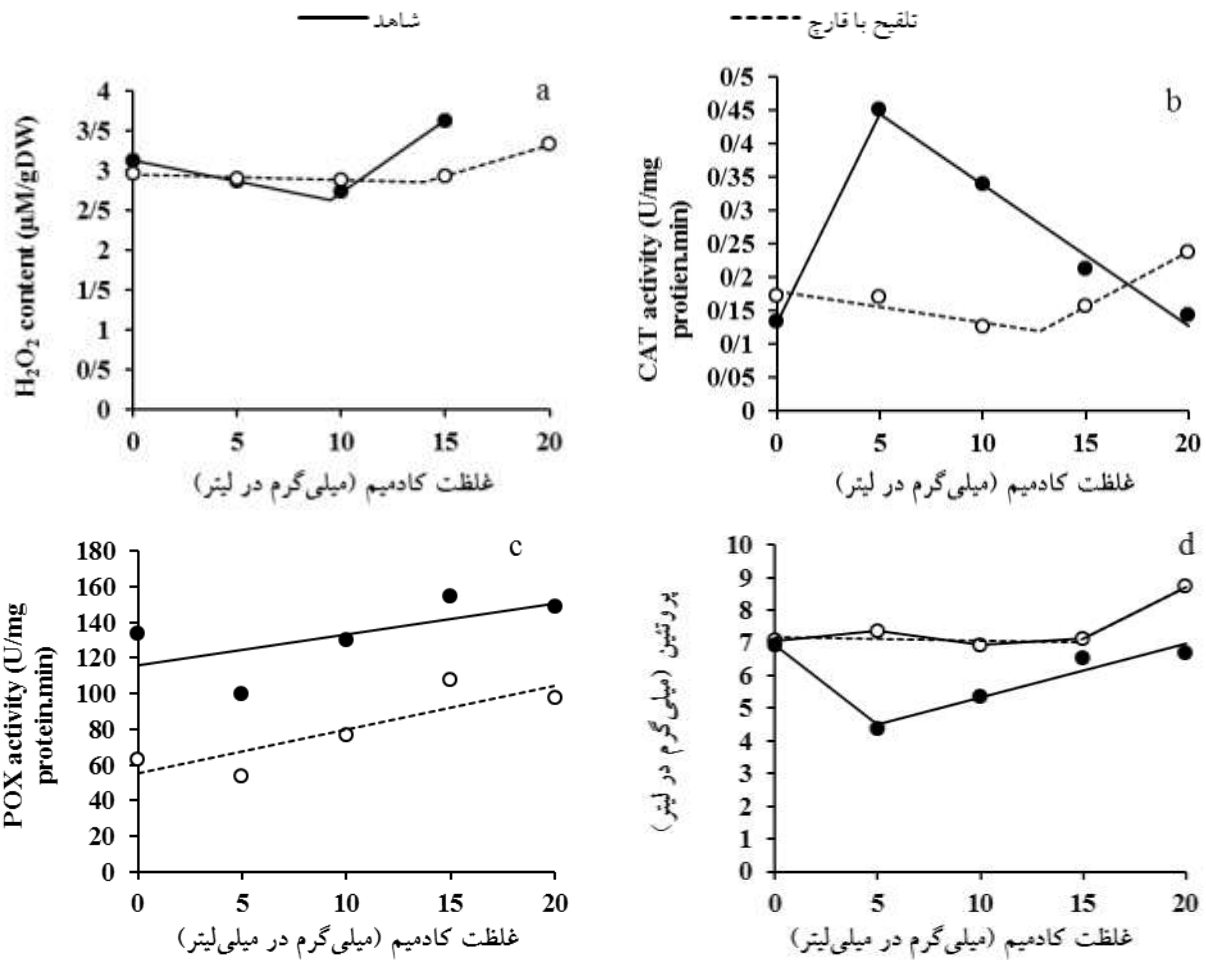 شاهد
تلقیح با قارچ
a
H₂O₂ content (µM/gDW)
4
3/5
3
2/5
2
1/5
1
0/5
0
0 5 10 15 20
غلظت کادمیم (میلی‌گرم در لیتر)
b
CAT activity (U/mg
protien.min)
0/5
0/45
0/4
0/35
0/3
0/25
0/2
0/15
0/1
0/05
0
0 5 10 15 20
غلظت کادمیم (میلی‌گرم در لیتر)
c
POX activity (U/mg
protein.min)
180
160
140
120
100
80
60
40
20
0
0 5 10 15 20
غلظت کادمیم (میلی‌گرم در میلی‌لیتر)
d
پروتئین (میلی‌گرم در لیتر)
10
9
8
7
6
5
4
3
2
1
0
0 5 10 15 20
غلظت کادمیم (میلی‌گرم در میلی‌لیتر)